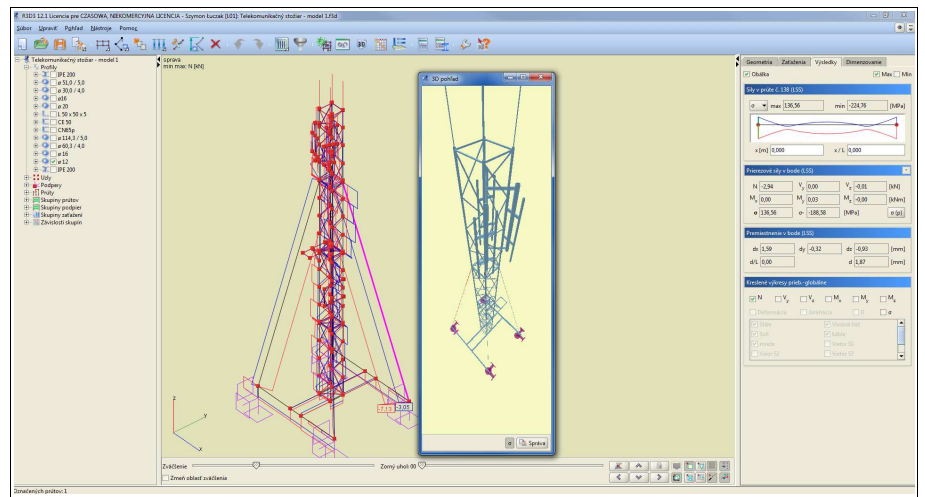 R3D3 12.1 Licencia pre CZASOWA, NIEKOMERCYJNA LICENCJA - Szymon Łuczak [L01]: Telekomunikačný stožiar - model 1.f3d
Súbor Upraviť Pohľad Nástroje Pomoc
Telekomunikačný stožiar - model 1
Profily
IPE 200
ø 51,0 / 5,0
ø 30,0 / 4,0
ø16
ø 20
L 50 x 50 x 5
CE 50
CN65p
ø 114,3 / 5,0
ø 60,3 / 4,0
ø 16
ø 12
IPE 200
Uzly
Podpery
Prúty
Skupiny prútov
Skupiny podpier
Skupiny zaťažení
Závislosti skupín
sprava
min max: N [kN]
-7,13 -3,05
Z
Y
X
3D pohľad
σ Správa
Zväčšenie Zorný uhol: 00
Zmeň oblasť zväčšenia
Označených prútov: 1
Geometria Zaťaženia Výsledky Dimenzovanie
Obálka Max Min
Sily v prúte č.138 (LSS)
σ max 136,56 min -224,76 [MPa]
x [m] 0,000 x / L 0,000
Prierezové sily v bode (LSS)
N -2,94 Vy 0,00 Vz -0,01 [kN]
Mx 0,00 My 0,03 Mz -0,00 [kNm]
σ 136,56 σ- -188,58 [MPa] σ (p)
Premiestnenie v bode (LSS)
dx 1,59 dy -0,32 dz -0,93 [mm]
d/L 0,00 d 1,87 [mm]
Kreslené výkresy prieb.-globálne
N Vy Vz Mx My Mz
σ